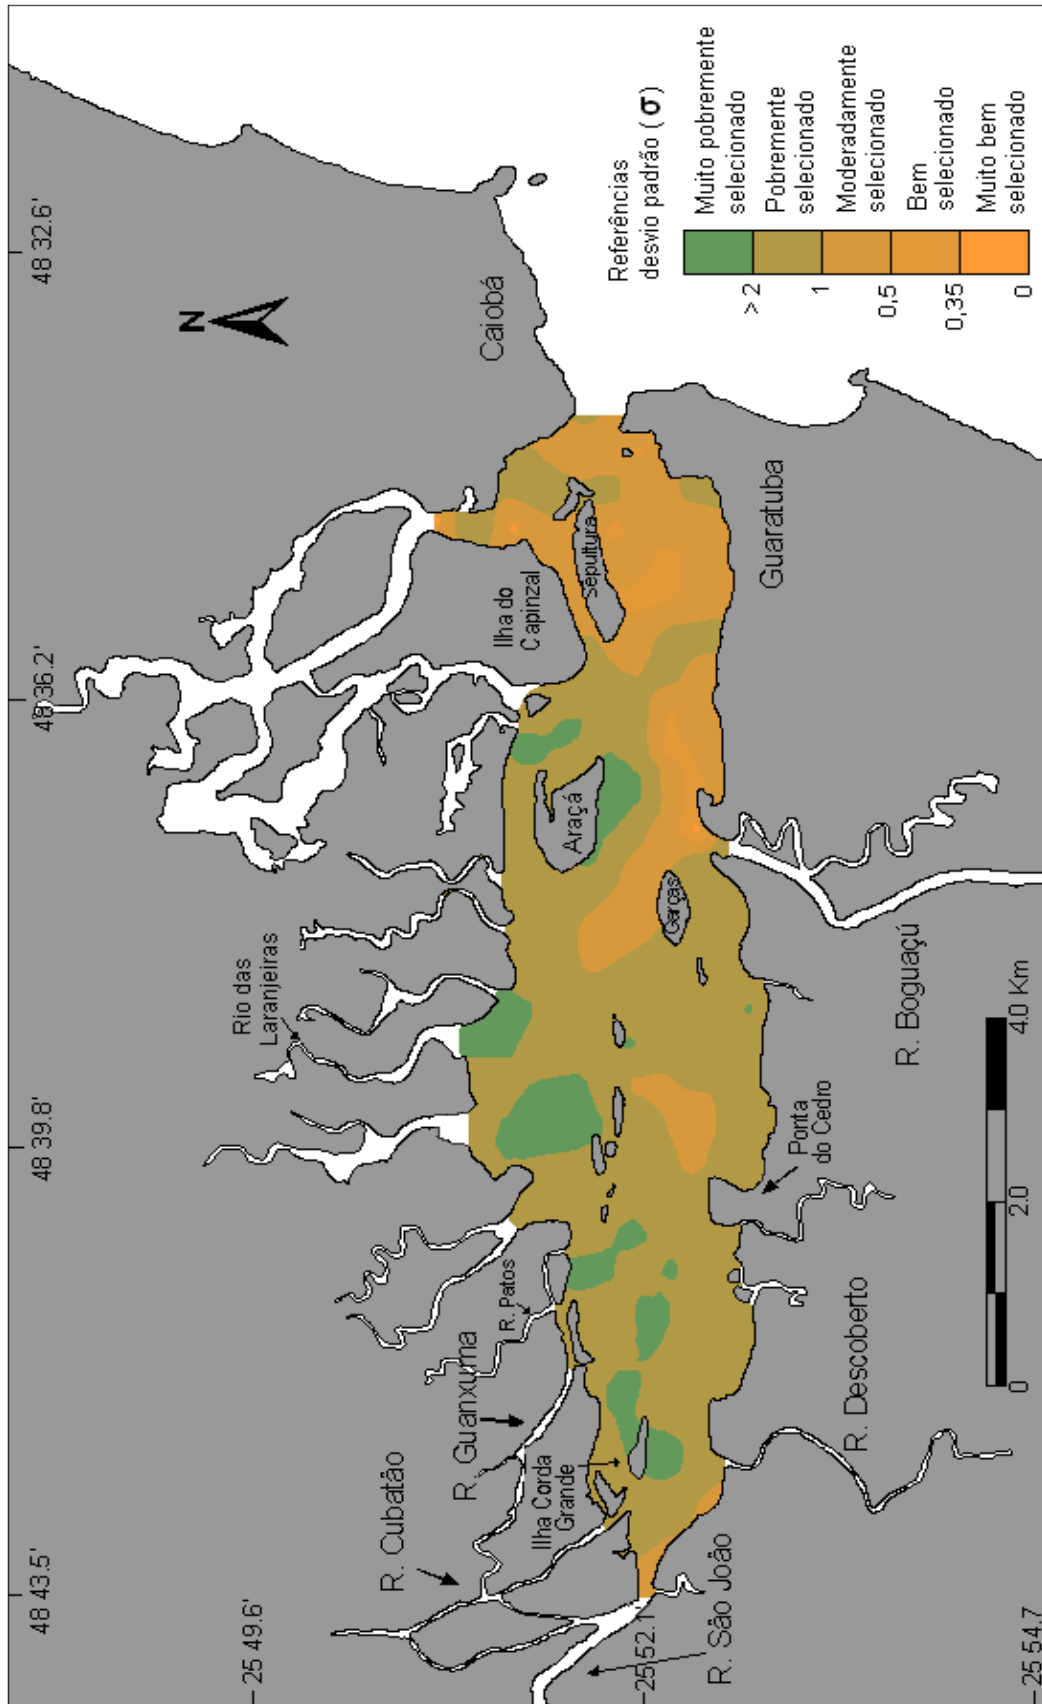 48 43.5'
48 39.8'
48 36.2'
48 32.6'
25 49.6'
25 52.1'
25 54.7
N
R. Cubatão
R. Guanxuma
R. Patos
Rio das
Laranjeiras
Ilha do
Capinzal
Caiobá
Ilha Corda
Grande
Araçá
Sepultura
Garças
R. São João
R. Descoberto
Ponta
do Cedro
R. Boguaçú
Guaratuba
0
2.0
4.0 Km
Referências
desvio padrão (σ)
Muito pobremente
selecionado
>2
Pobremente
selecionado
1
Moderadamente
selecionado
0,5
Bem
selecionado
0,35
Muito bem
selecionado
0